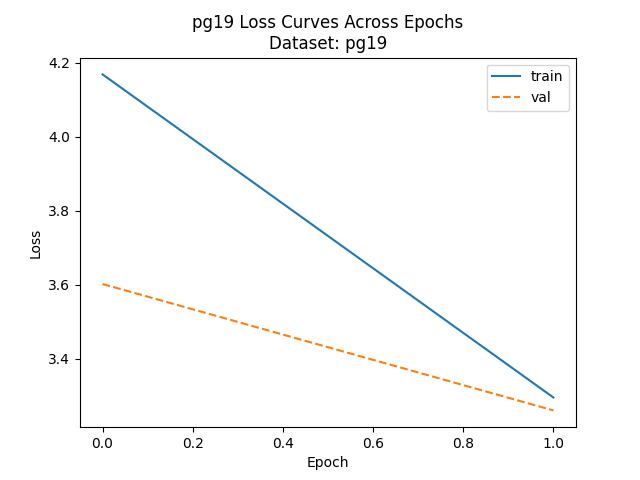 pg19 Loss Curves Across Epochs
Dataset: pg19
train
val
4.2
4.0
3.8
3.6
3.4
Loss
0.0 0.2 0.4 0.6 0.8 1.0
Epoch